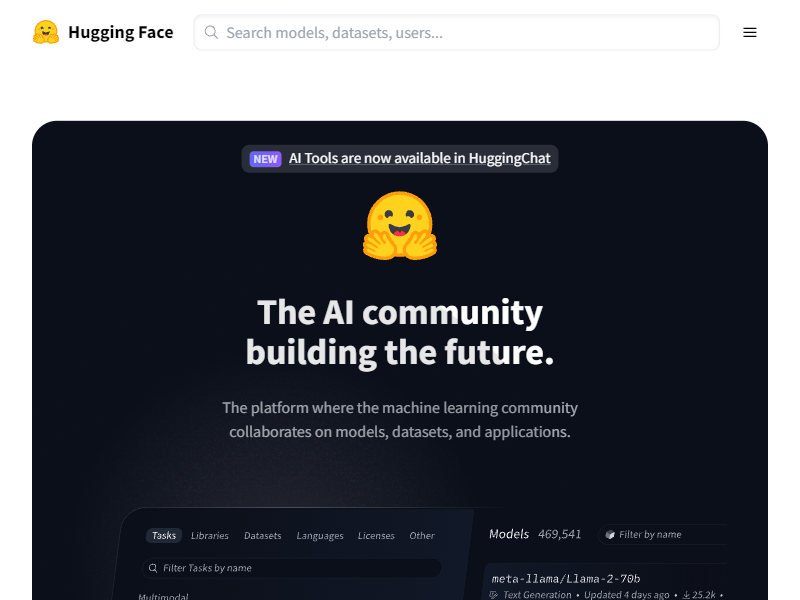 Hugging Face
Search models, datasets, users...
NEW AI Tools are now available in HuggingChat
The AI community
building the future.
The platform where the machine learning community
collaborates on models, datasets, and applications.
Tasks Libraries Datasets Languages Licenses Other
Filter Tasks by name
Multimodal
Models 469,541 Filter by name
meta-llama/Llama-2-70b
Text Generation • Updated 4 days ago • 25.2k •